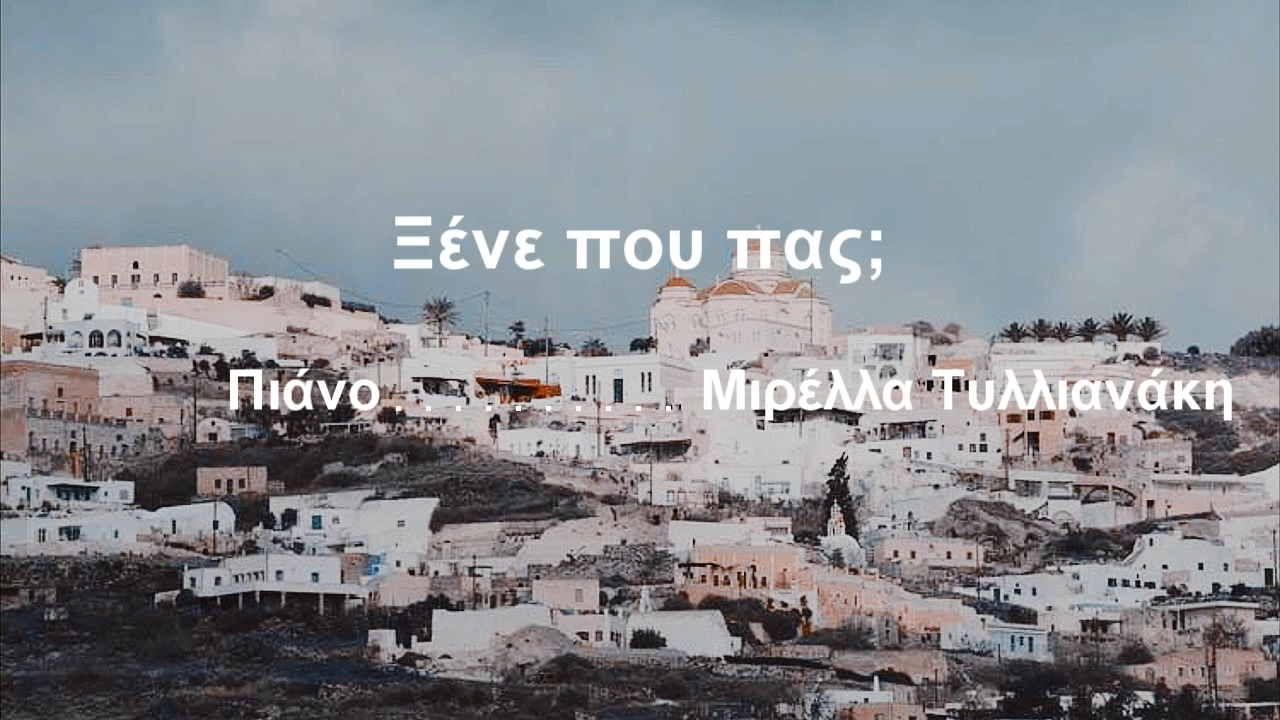 Ξένε που πας;
Πιάνο.......... Μιρέλλα Τυλλιανάκη